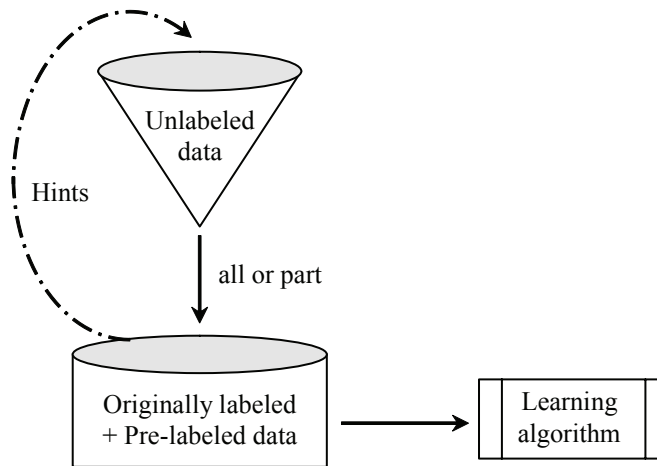 Unlabeled
data
Hints
all or part
Originally labeled
+ Pre-labeled data
Learning
algorithm